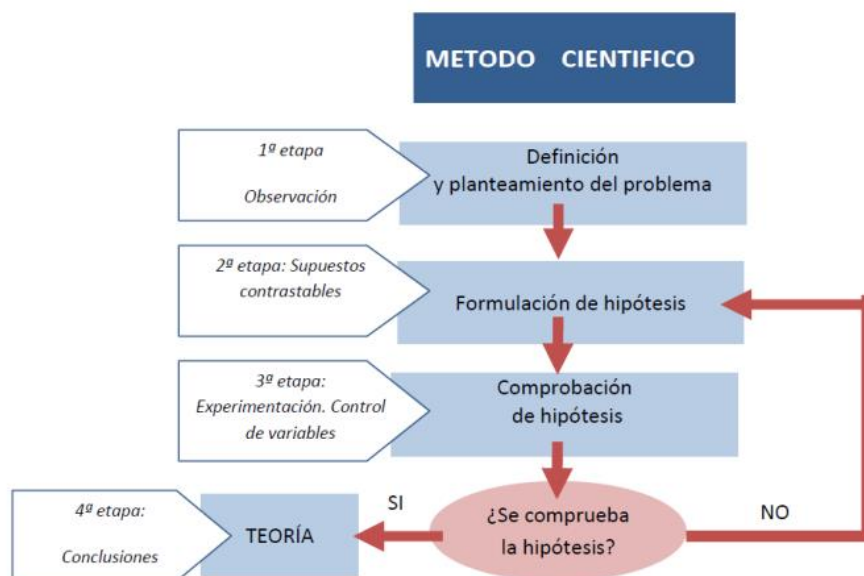 METODO CIENTIFICO
1ª etapa
Observación
Definición
y planteamiento del problema
2ª etapa: Supuestos
contrastables
Formulación de hipótesis
3ª etapa:
Experimentación. Control
de variables
Comprobación
de hipótesis
4ª etapa:
Conclusiones
TEORÍA
SI
¿Se comprueba
la hipótesis?
NO